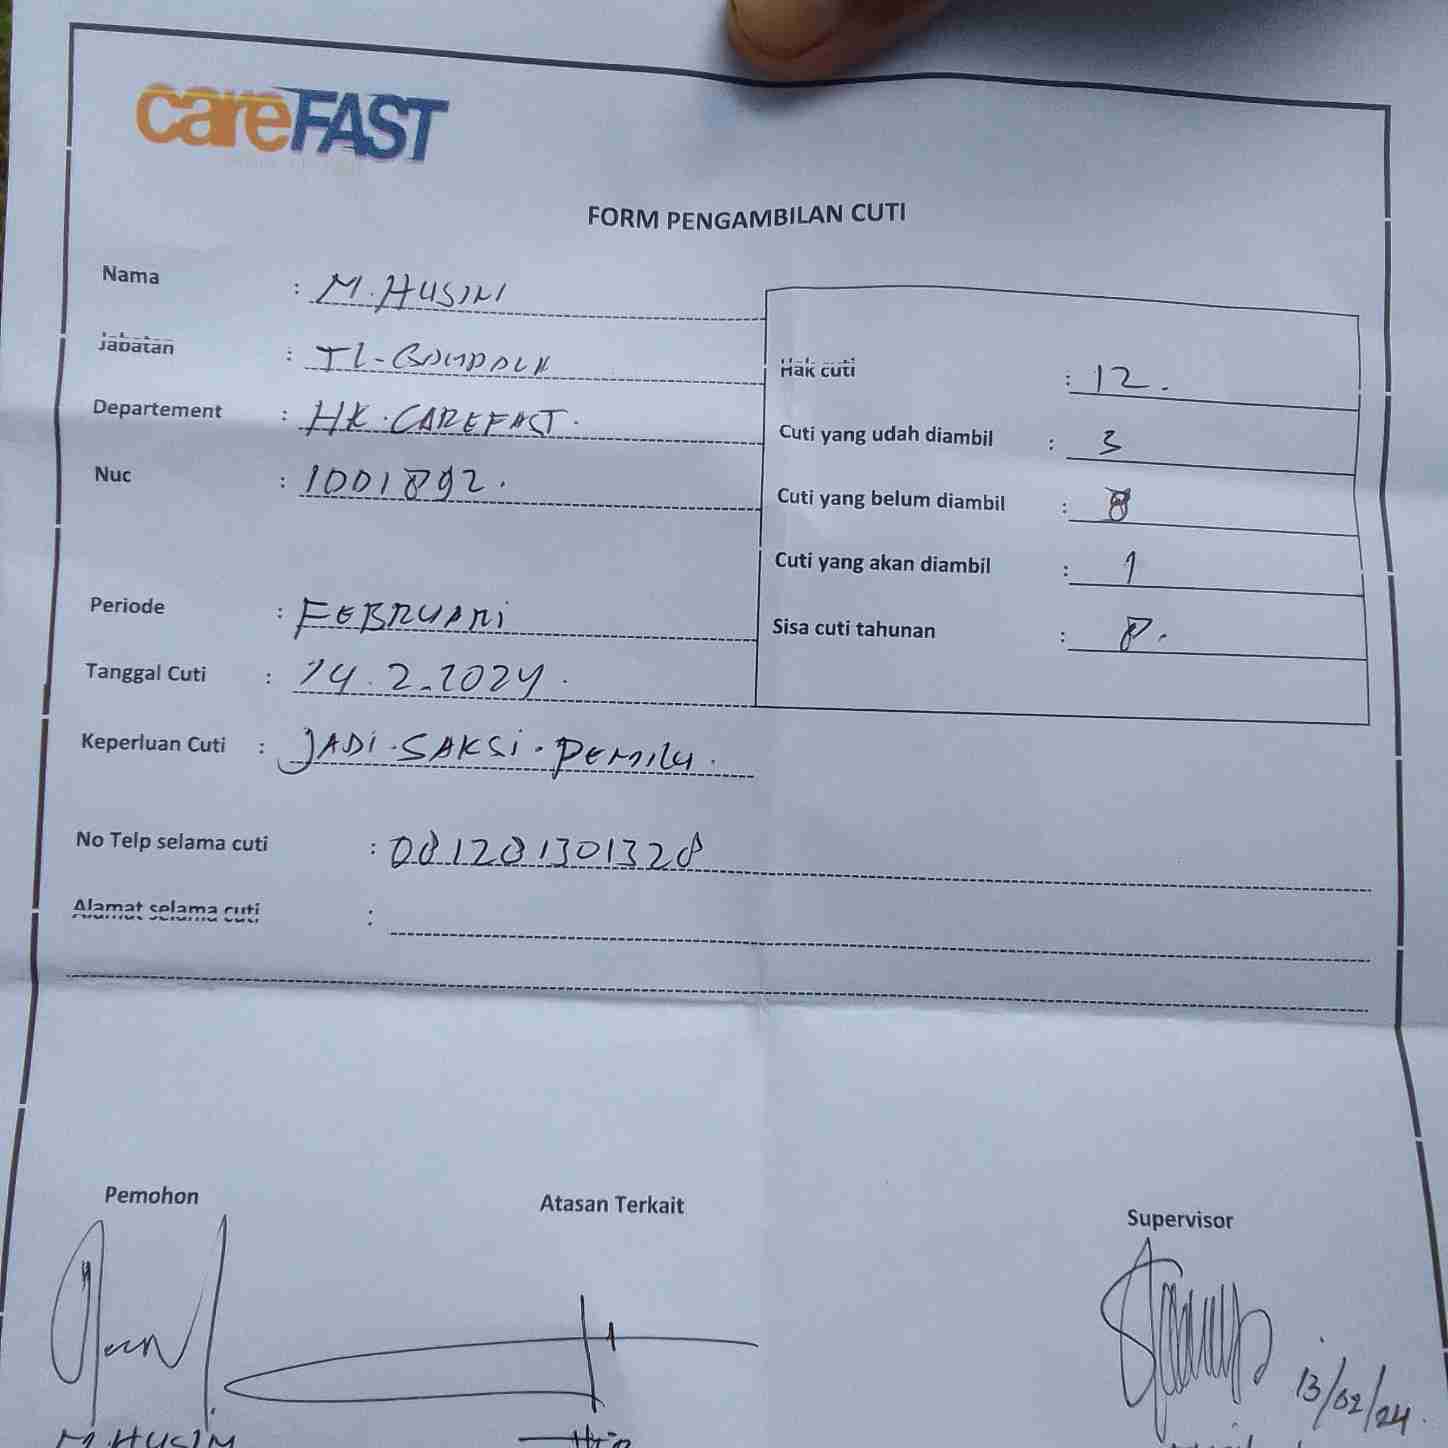 careFAST
FORM PENGAMBILAN CUTI
Nama : M. HUSINI
Jabatan : TL-
Departement : HK. CAREFAST.
Nuc : 1001892.
Hak cuti : 12.
Cuti yang udah diambil : 3
Cuti yang belum diambil : 8
Cuti yang akan diambil : 1
Sisa cuti tahunan : 8.
Periode : FEBRUARI
Tanggal Cuti : 14.2.2024.
Keperluan Cuti : JADI. SAKSI. PEMILU.
No Telp selama cuti : 081281301328
Alamat selama cuti :
Pemohon
Atasan Terkait
Supervisor
13/02/24
M. HUSINI